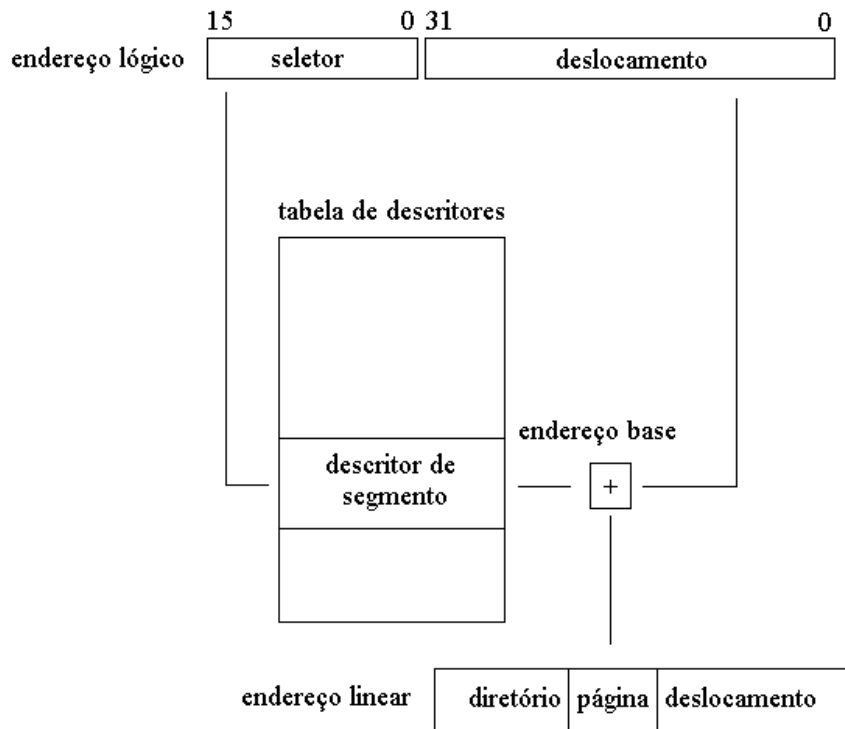 15 0 31 0
endereço lógico seletor deslocamento
tabela de descritores
endereço base
descritor de
segmento
+
endereço linear diretório página deslocamento